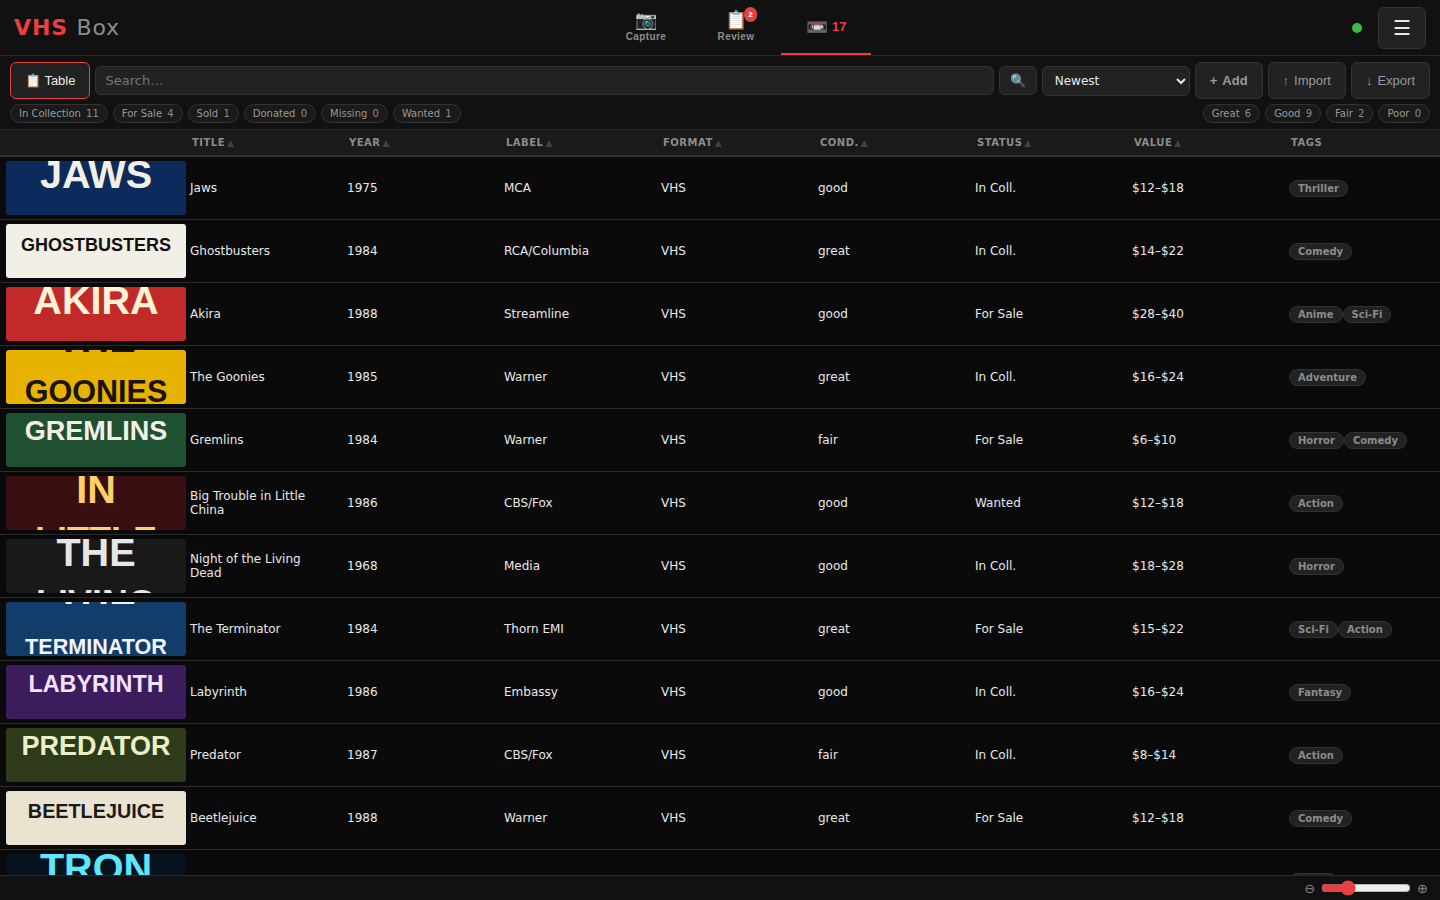 VHS Box
Capture
2
Review
17
Table
Search...
Newest
+ Add
↑ Import
↓ Export
In Collection 11
For Sale 4
Sold 1
Donated 0
Missing 0
Wanted 1
Great 6
Good 9
Fair 2
Poor 0
TITLE▲ YEAR▲ LABEL▲ FORMAT▲ COND.▲ STATUS▲ VALUE▲ TAGS
JAWS
Jaws 1975 MCA VHS good In Coll. $12–$18 Thriller
GHOSTBUSTERS
Ghostbusters 1984 RCA/Columbia VHS great In Coll. $14–$22 Comedy
AKIRA
Akira 1988 Streamline VHS good For Sale $28–$40 Anime Sci-Fi
GOONIES
The Goonies 1985 Warner VHS great In Coll. $16–$24 Adventure
GREMLINS
Gremlins 1984 Warner VHS fair For Sale $6–$10 Horror Comedy
IN
Big Trouble in Little
China
1986 CBS/Fox VHS good Wanted $12–$18 Action
THE
Night of the Living
Dead
1968 Media VHS good In Coll. $18–$28 Horror
TERMINATOR
The Terminator 1984 Thorn EMI VHS great For Sale $15–$22 Sci-Fi Action
LABYRINTH
Labyrinth 1986 Embassy VHS good In Coll. $16–$24 Fantasy
PREDATOR
Predator 1987 CBS/Fox VHS fair In Coll. $8–$14 Action
BEETLEJUICE
Beetlejuice 1988 Warner VHS great For Sale $12–$18 Comedy
TRON